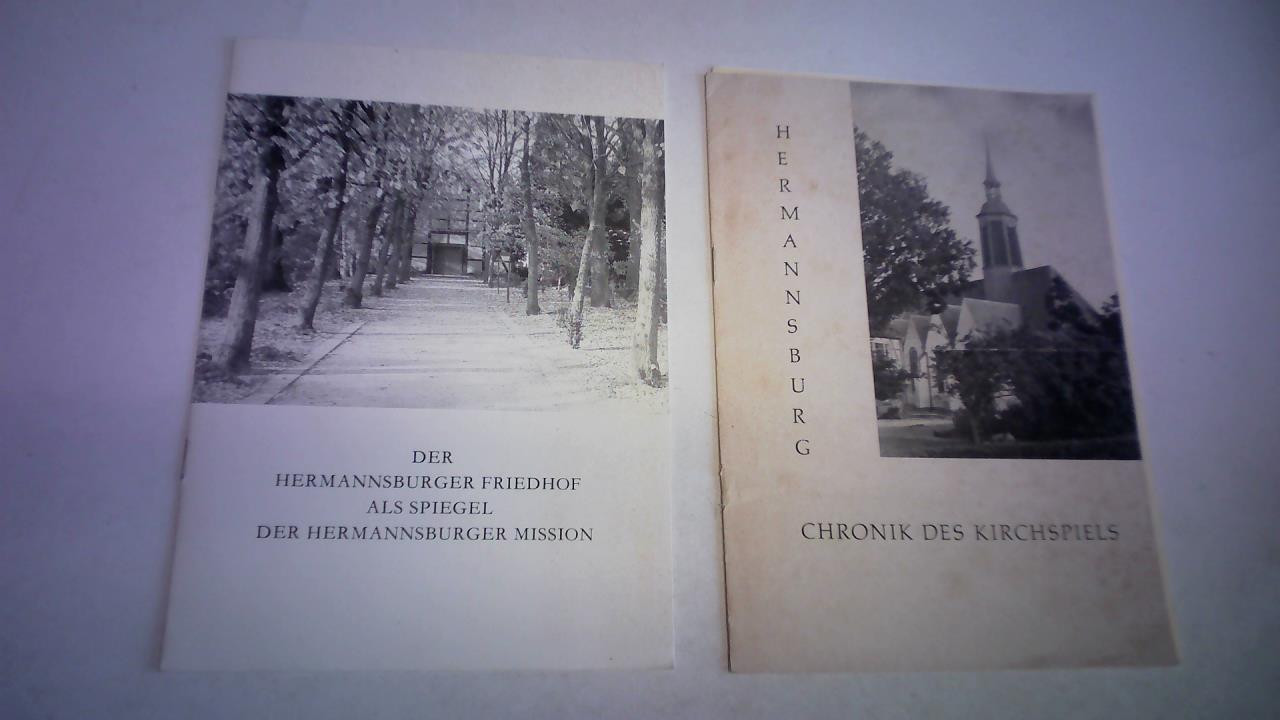 DER
HERMANNSBURGER FRIEDHOF
ALS SPIEGEL
DER HERMANNSBURGER MISSION
HERMANNSBURG
CHRONIK DES KIRCHSPIELS